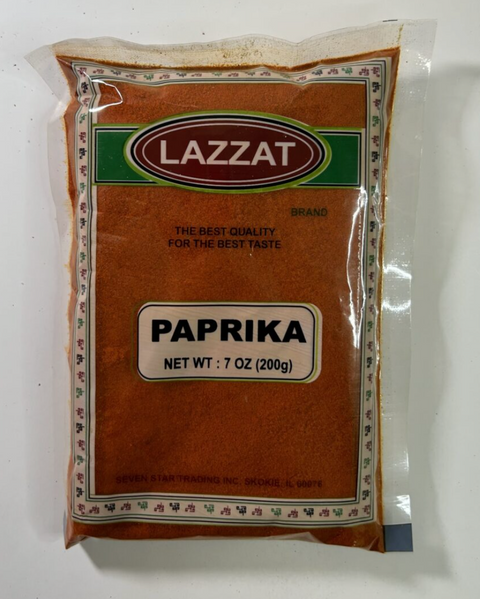 LAZZAT
BRAND
THE BEST QUALITY
FOR THE BEST TASTE
PAPRIKA
NET WT : 7 OZ (200g)
SEVEN STAR TRADING INC. SKOKIE, IL 60076